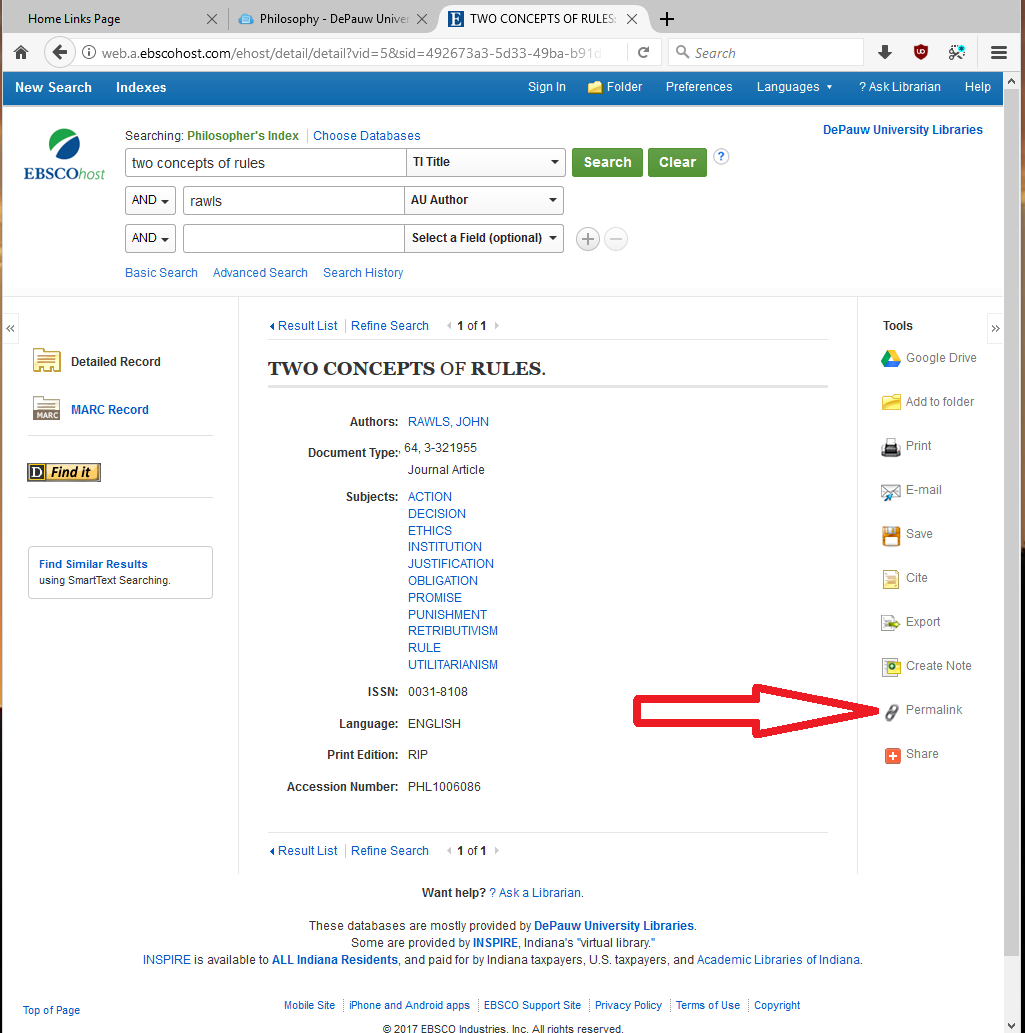 Home Links Page
Philosophy - DePauw Univer
TWO CONCEPTS OF RULES:
web.a.ebscohost.com/ehost/detail/detail?vid=5&sid=492673a3-5d33-49ba-b91d
Search
New Search Indexes Sign In Folder Preferences Languages ? Ask Librarian Help
DePauw University Libraries
EBSCOhost
Searching: Philosopher's Index Choose Databases
two concepts of rules TI Title Search Clear ?
AND rawls AU Author
AND Select a Field (optional)
Basic Search Advanced Search Search History
«
Detailed Record
MARC
MARC Record
D Find it
Find Similar Results
using SmartText Searching.
Result List Refine Search 1 of 1
TWO CONCEPTS OF RULES.
Authors: RAWLS, JOHN
Document Type: 64, 3-321955
Journal Article
Subjects: ACTION
DECISION
ETHICS
INSTITUTION
JUSTIFICATION
OBLIGATION
PROMISE
PUNISHMENT
RETRIBUTIVISM
RULE
UTILITARIANISM
ISSN: 0031-8108
Language: ENGLISH
Print Edition: RIP
Accession Number: PHL1006086
Result List Refine Search 1 of 1
Tools
»
Google Drive
Add to folder
Print
E-mail
Save
Cite
Export
Create Note
Permalink
Share
Want help? ? Ask a Librarian.
These databases are mostly provided by DePauw University Libraries.
Some are provided by INSPIRE, Indiana's "virtual library."
INSPIRE is available to ALL Indiana Residents, and paid for by Indiana taxpayers, U.S. taxpayers, and Academic Libraries of Indiana.
Top of Page
Mobile Site iPhone and Android apps EBSCO Support Site Privacy Policy Terms of Use Copyright
© 2017 EBSCO Industries, Inc. All rights reserved.